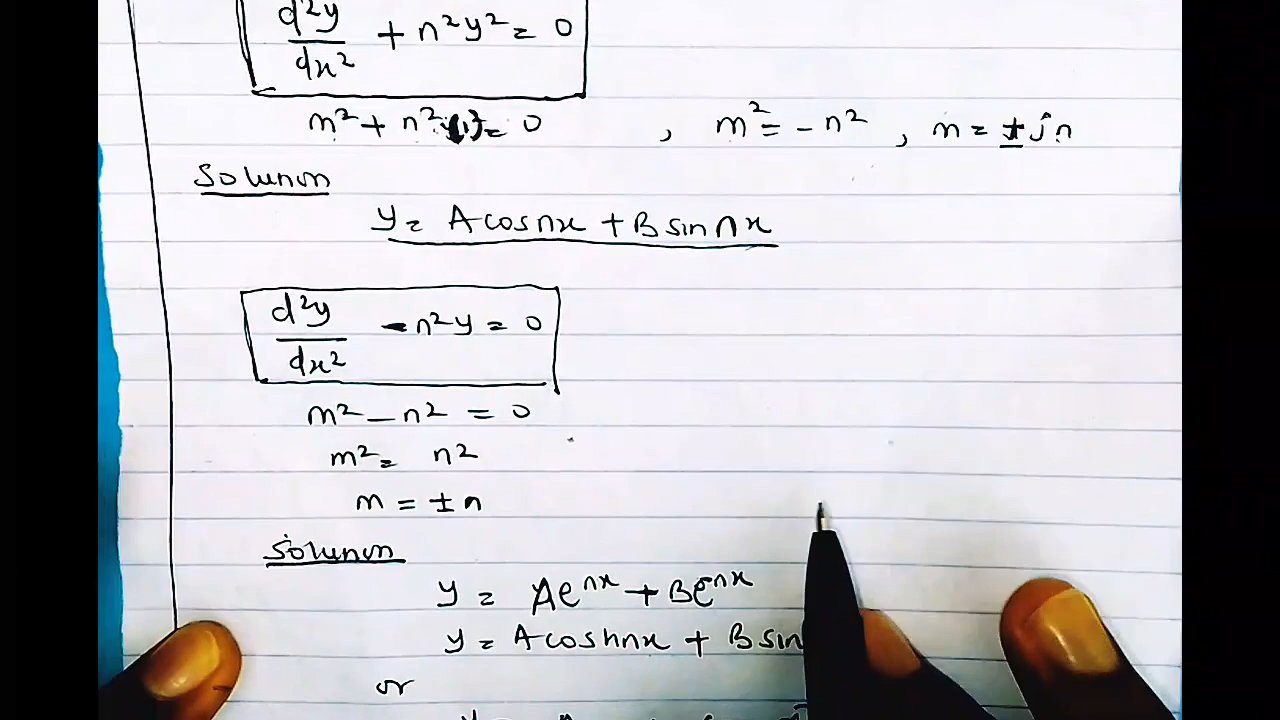 d²y/dx² + n²y² = 0
m² + n² = 0 , m² = - n² , m = ± jn
Solution
y = A cos nx + B sin nx
d²y/dx² - n²y = 0
m² - n² = 0
m² = n²
m = ± n
Solution
y = Ae^nx + Be^-nx
y = A cosh nx + B sin
or